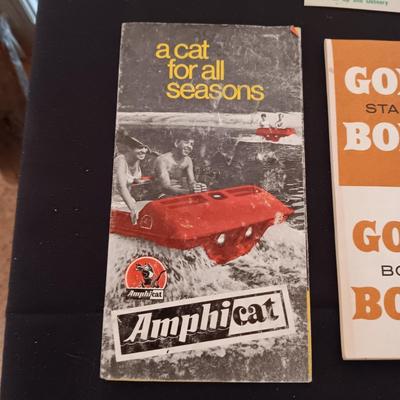 a cat
for all
seasons
Amphicat
Amphicat
GO
STA
BO
GO
BO
BO